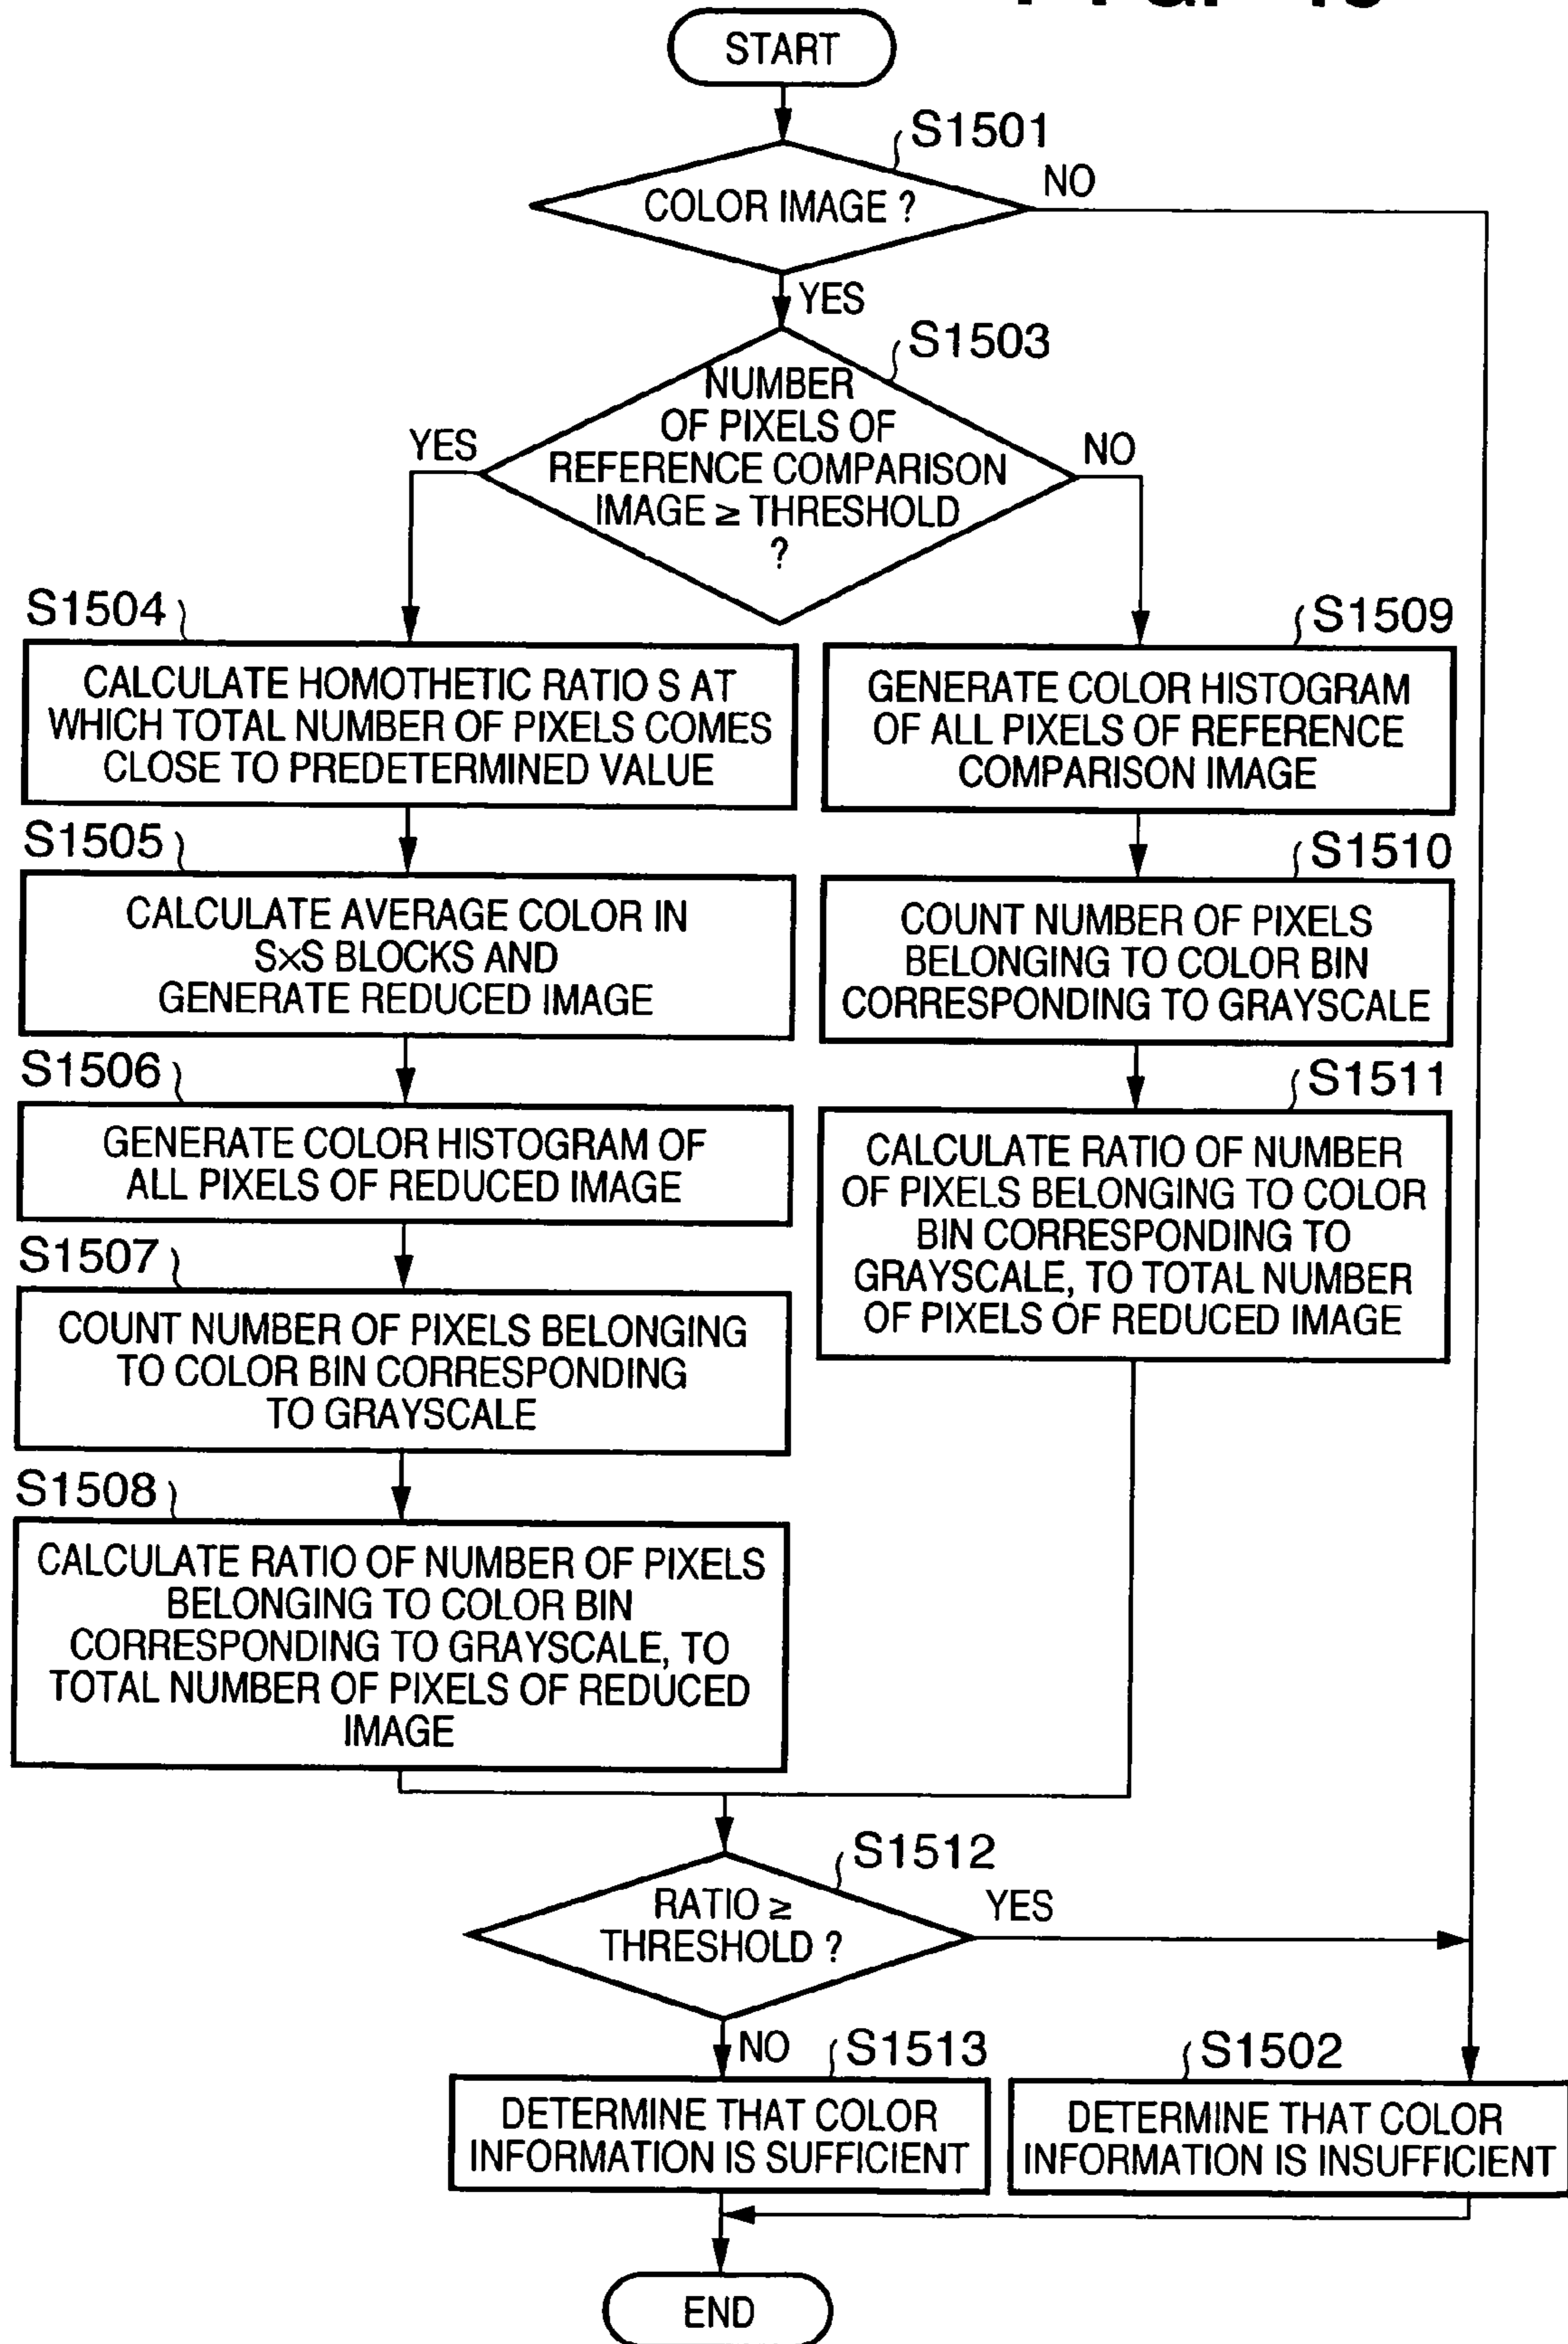 START
S1501
COLOR IMAGE ?
NO
YES
S1503
NUMBER
OF PIXELS OF
REFERENCE COMPARISON
IMAGE ≥ THRESHOLD
?
YES
NO
S1504
CALCULATE HOMOTHETIC RATIO S AT
WHICH TOTAL NUMBER OF PIXELS COMES
CLOSE TO PREDETERMINED VALUE
S1505
CALCULATE AVERAGE COLOR IN
S×S BLOCKS AND
GENERATE REDUCED IMAGE
S1506
GENERATE COLOR HISTOGRAM OF
ALL PIXELS OF REDUCED IMAGE
S1507
COUNT NUMBER OF PIXELS BELONGING
TO COLOR BIN CORRESPONDING
TO GRAYSCALE
S1508
CALCULATE RATIO OF NUMBER OF PIXELS
BELONGING TO COLOR BIN
CORRESPONDING TO GRAYSCALE, TO
TOTAL NUMBER OF PIXELS OF REDUCED
IMAGE
S1509
GENERATE COLOR HISTOGRAM
OF ALL PIXELS OF REFERENCE
COMPARISON IMAGE
S1510
COUNT NUMBER OF PIXELS
BELONGING TO COLOR BIN
CORRESPONDING TO GRAYSCALE
S1511
CALCULATE RATIO OF NUMBER
OF PIXELS BELONGING TO COLOR
BIN CORRESPONDING TO
GRAYSCALE, TO TOTAL NUMBER
OF PIXELS OF REDUCED IMAGE
S1512
RATIO ≥
THRESHOLD ?
YES
NO
S1513
DETERMINE THAT COLOR
INFORMATION IS SUFFICIENT
S1502
DETERMINE THAT COLOR
INFORMATION IS INSUFFICIENT
END